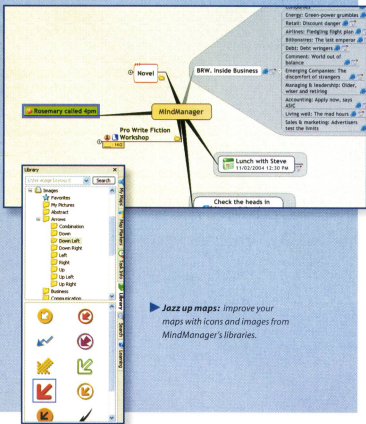 companies
Energy: Green-power grumbles
Retail: Discount danger
Airlines: Fledgling flight plan
Billionaires: The last emperor
Debt: Debt wringers
Comment: World out of
balance
Emerging Companies: The
discomfort of strangers
Managing & leadership: Older,
wiser and retiring
Accounting: Apply now, says
ASIC
Living well: The mad hours
Sales & marketing: Advertisers
test the limits
BRW. Inside Business
Novel
Rosemary called 4pm
MindManager
Pro Write Fiction
Workshop
Lunch with Steve
11/02/2004 12:30 PM
Check the heads in
Library
Search
Images
Favorites
My Pictures
Abstract
Arrows
Combination
Down
Down Left
Down Right
Left
Right
Up
Up Left
Up Right
Business
Communication
My Maps
Map Markers
Task Info
Library
Search
Learning
Jazz up maps: improve your
maps with icons and images from
MindManager's libraries.